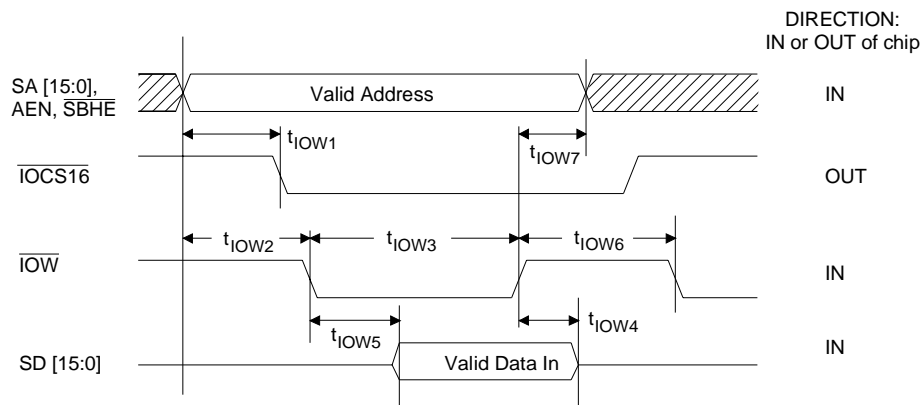 DIRECTION:
IN or OUT of chip
SA [15:0],
AEN, SBHE
Valid Address
IN
tIOW1
tIOW7
IOCS16
OUT
tIOW2
tIOW3
tIOW6
IOW
IN
tIOW5
tIOW4
IN
SD [15:0]
Valid Data In